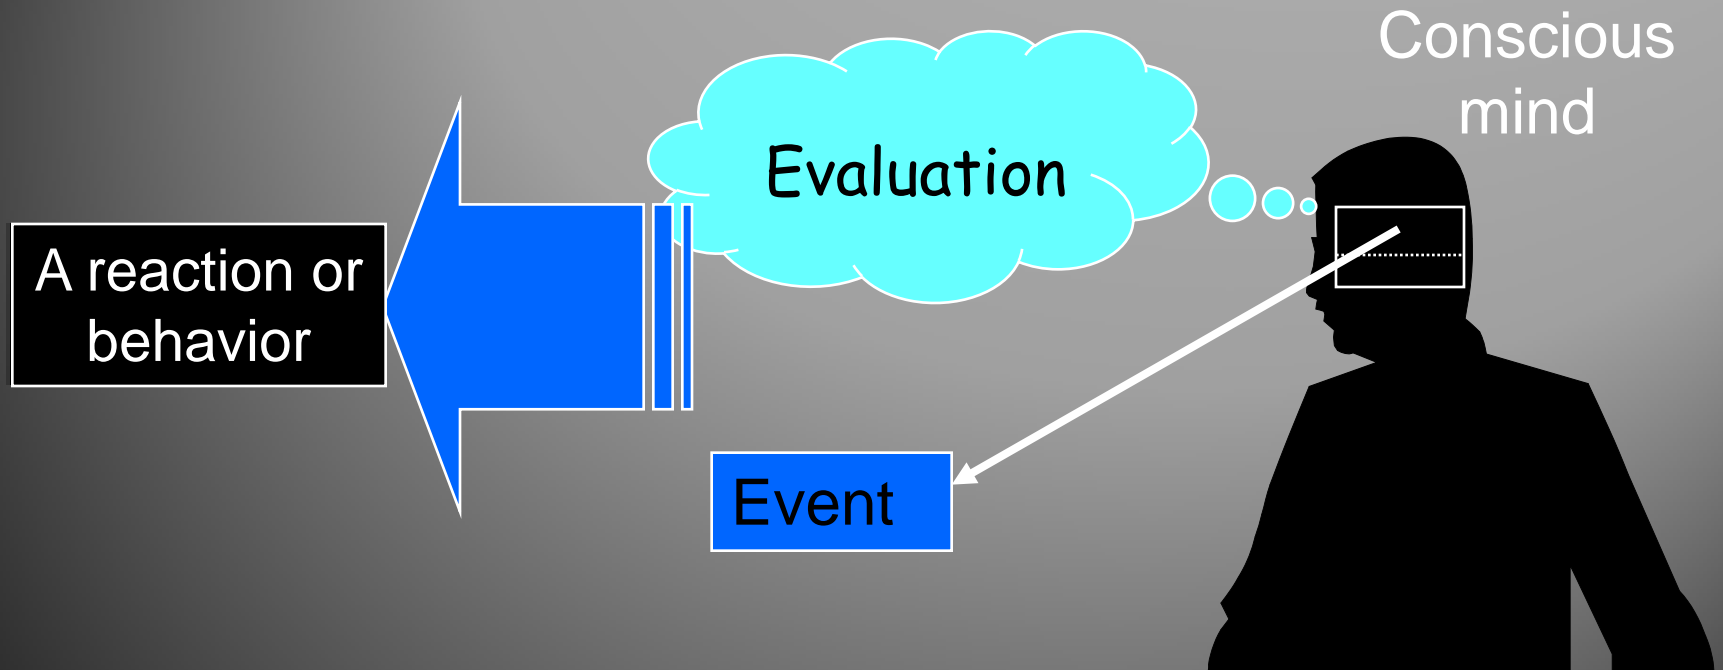 Conscious
mind
Evaluation
A reaction or
behavior
Event